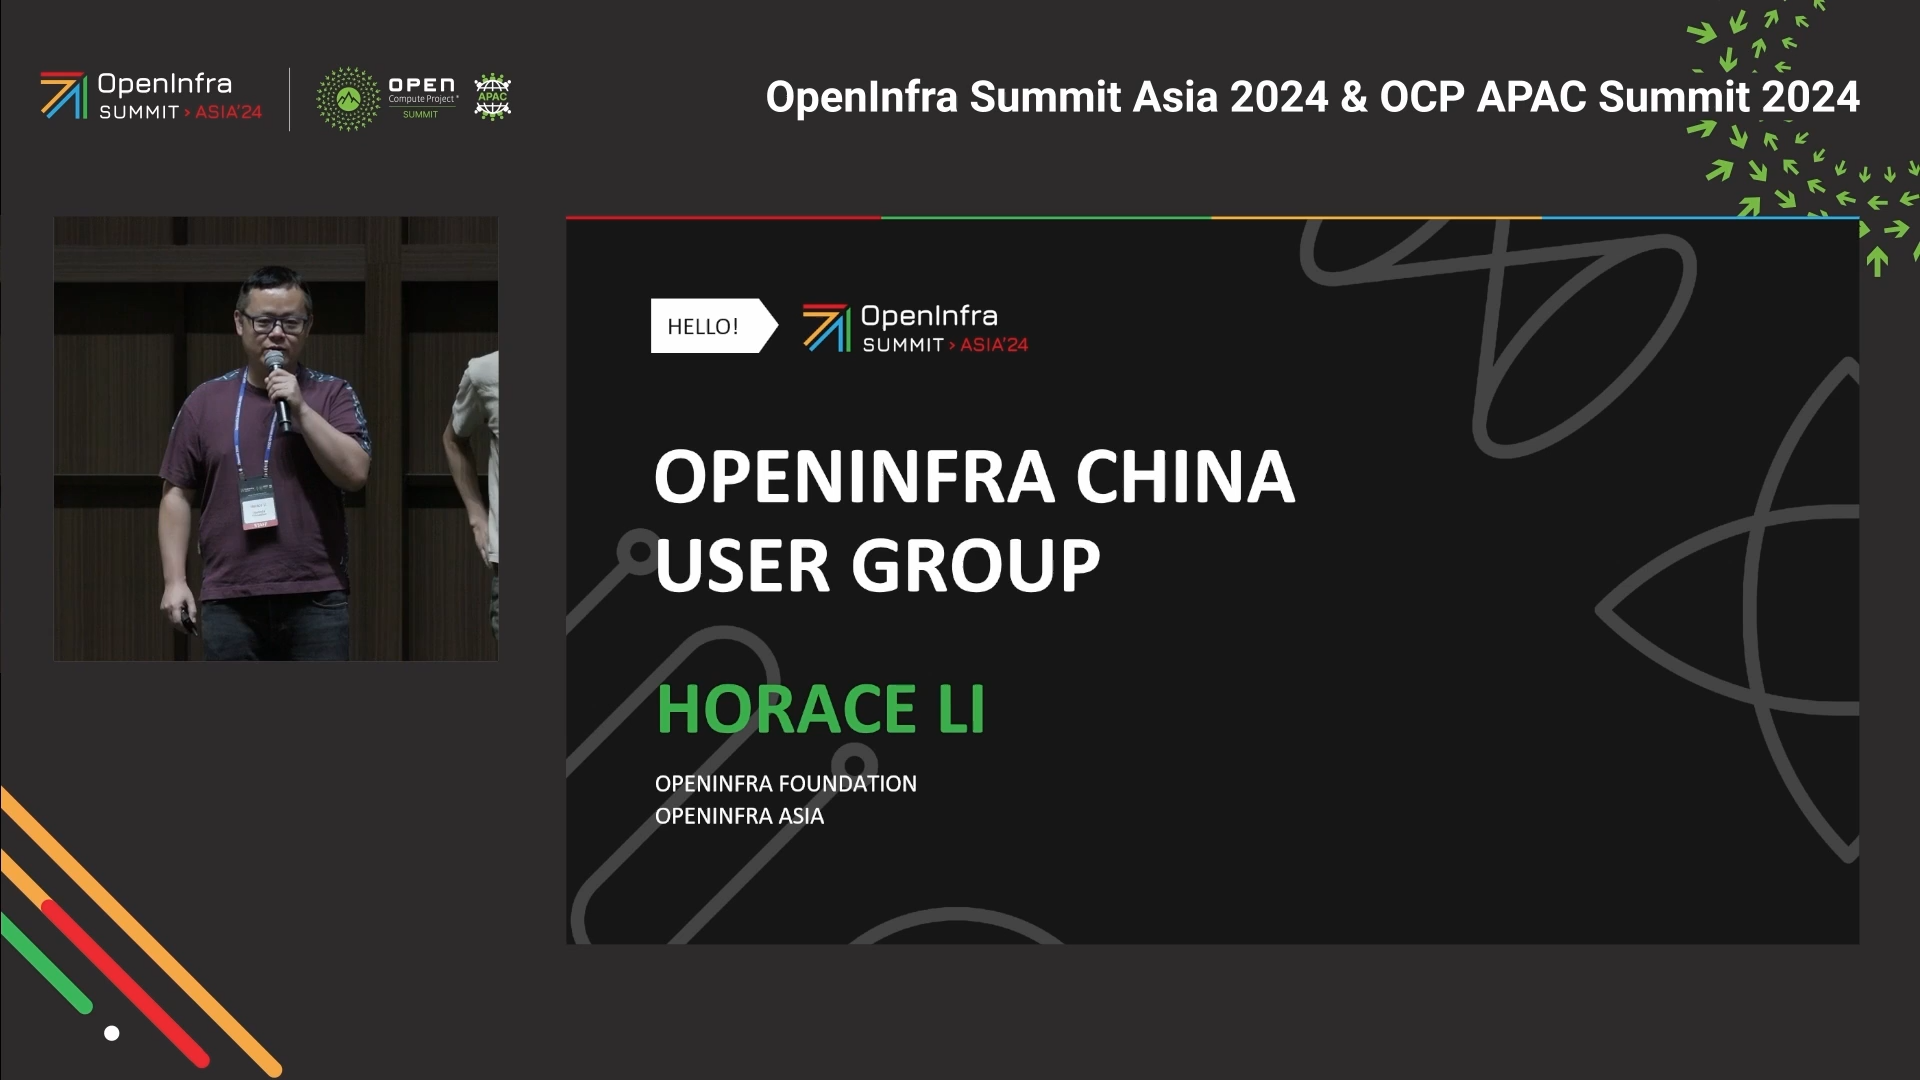 OpenInfra
SUMMIT > ASIA'24
OPEN
Compute Project®
SUMMIT
APAC
OpenInfra Summit Asia 2024 & OCP APAC Summit 2024
HELLO!
OpenInfra
SUMMIT > ASIA'24
OPENINFRA CHINA
USER GROUP
HORACE LI
OPENINFRA FOUNDATION
OPENINFRA ASIA